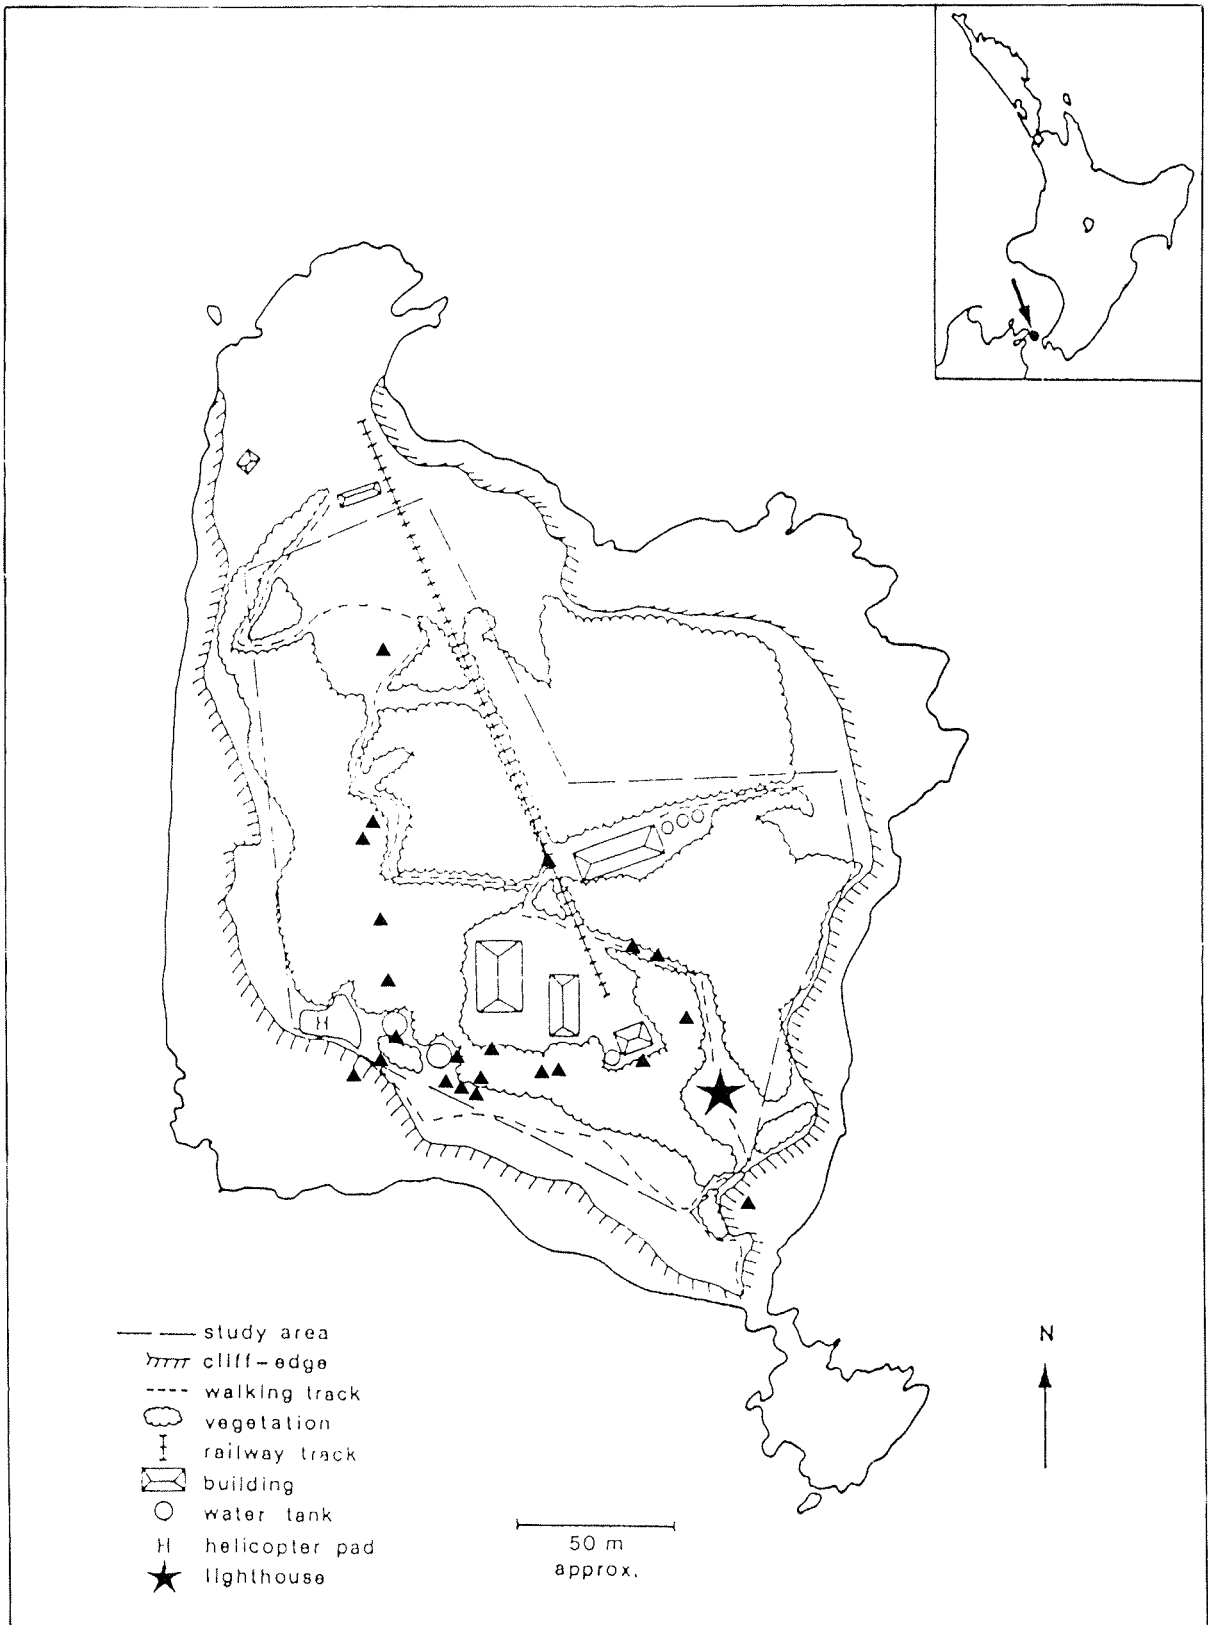 H
study area
cliff-edge
walking track
vegetation
railway track
building
water tank
H helicopter pad
lighthouse
50 m
approx.
N